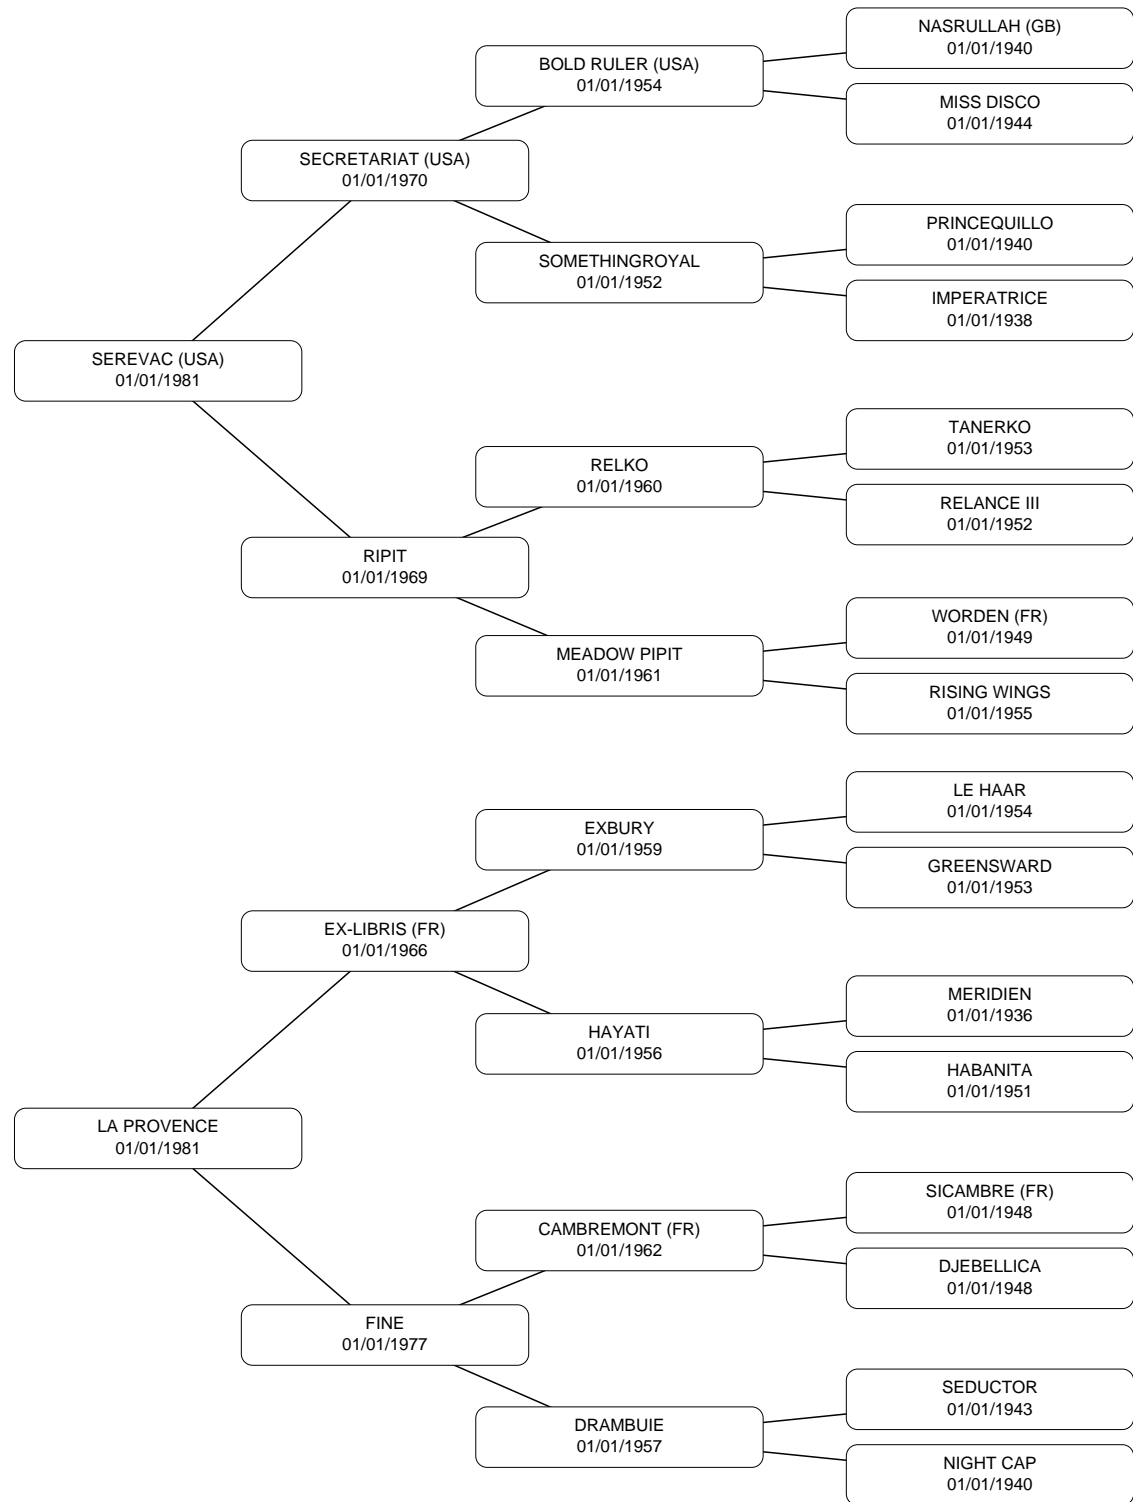 NASRULLAH (GB)
01/01/1940
BOLD RULER (USA)
01/01/1954
MISS DISCO
01/01/1944
SECRETARIAT (USA)
01/01/1970
PRINCEQUILLO
01/01/1940
SOMETHINGROYAL
01/01/1952
IMPERATRICE
01/01/1938
SEREVAC (USA)
01/01/1981
TANERKO
01/01/1953
RELKO
01/01/1960
RELANCE III
01/01/1952
RIPIT
01/01/1969
WORDEN (FR)
01/01/1949
MEADOW PIPIT
01/01/1961
RISING WINGS
01/01/1955
LE HAAR
01/01/1954
EXBURY
01/01/1959
GREENSWARD
01/01/1953
EX-LIBRIS (FR)
01/01/1966
MERIDIEN
01/01/1936
HAYATI
01/01/1956
HABANITA
01/01/1951
LA PROVENCE
01/01/1981
SICAMBRE (FR)
01/01/1948
CAMBREMONT (FR)
01/01/1962
DJEBELLICA
01/01/1948
FINE
01/01/1977
SEDUCTOR
01/01/1943
DRAMBUIE
01/01/1957
NIGHT CAP
01/01/1940